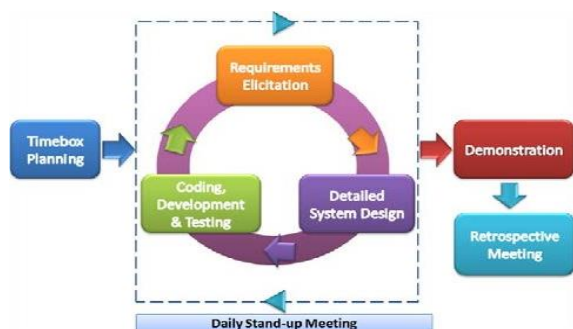 Requirements
Elicitation
Timebox
Planning
Demonstration
Coding,
Development
& Testing
Detailed
System Design
Retrospective
Meeting
Daily Stand-up Meeting